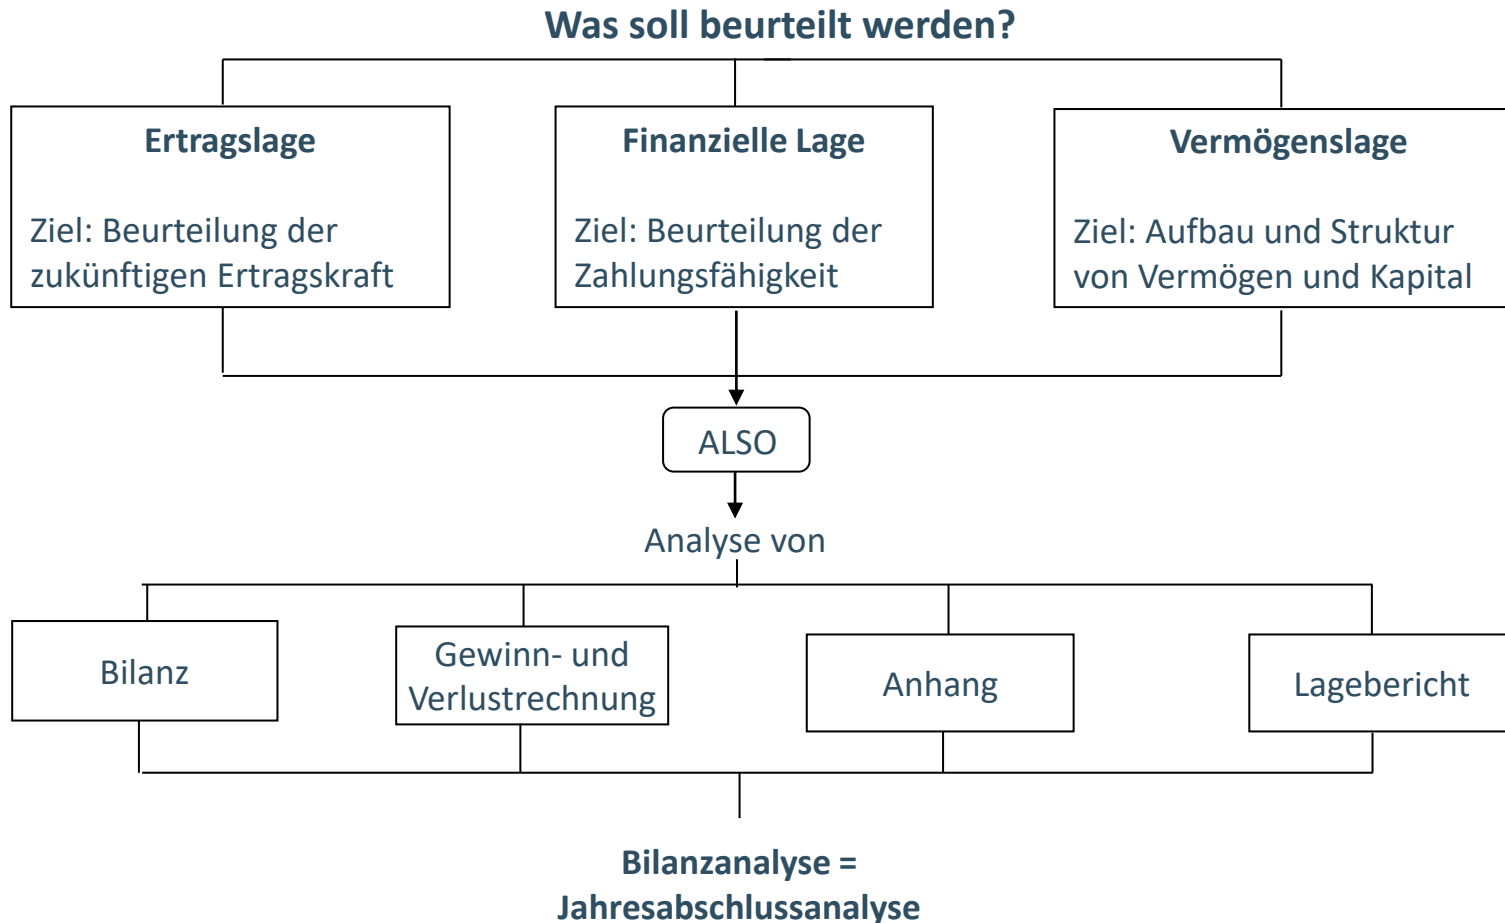 Was soll beurteilt werden?
Ertragslage
Ziel: Beurteilung der
zukünftigen Ertragskraft
Finanzielle Lage
Ziel: Beurteilung der
Zahlungsfähigkeit
Vermögenslage
Ziel: Aufbau und Struktur
von Vermögen und Kapital
ALSO
Analyse von
Bilanz
Gewinn- und
Verlustrechnung
Anhang
Lagebericht
Bilanzanalyse =
Jahresabschlussanalyse